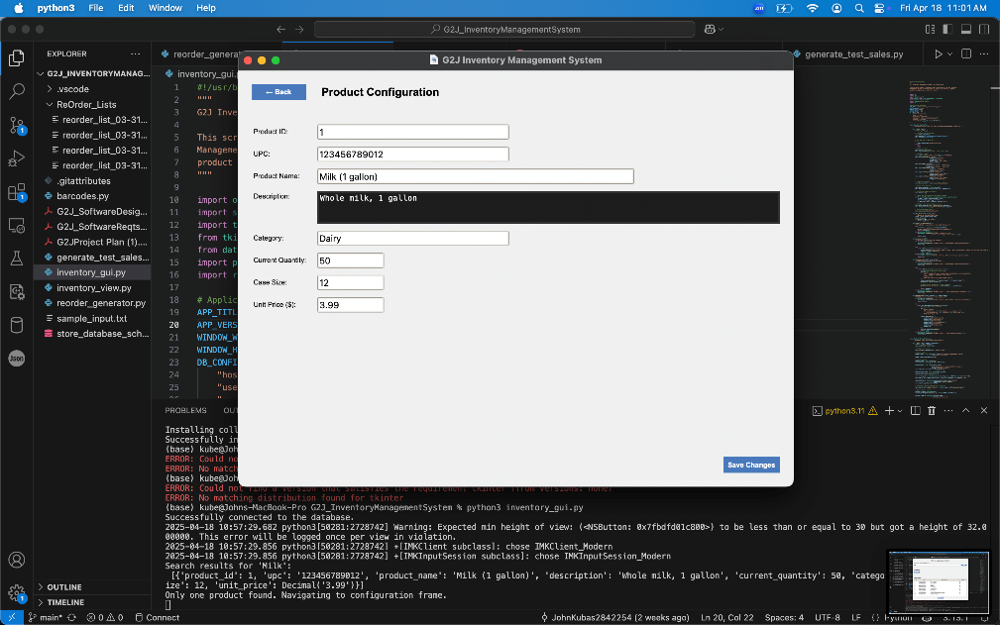 python3 File Edit Window Help
zm
Fri Apr 18 11:01 AM
G2J_InventoryManagementSystem
EXPLORER
reorder_genera
generate_test_sales.py
G2J Inventory Management System
G2J_INVENTORYMANAG...
.vscode
ReOrder_Lists
reorder_list_03-31...
reorder_list_03-31...
reorder_list_03-31...
reorder_list_03-31...
.gitattributes
barcodes.py
G2J_SoftwareDesig...
G2J_SoftwareReqts...
G2JProject Plan (1)....
generate_test_sales...
inventory_gui.py
inventory_view.py
reorder_generator.py
sample_input.txt
store_database_sch...
OUTLINE
TIMELINE
inventory_gui.
1 #!/usr/b
2 """
3 G2J Inve
4
5 This scr
6 Manageme
7 product
8 """
9
10 import o
11 import s
12 import t
13 from tki
14 from dat
15 import p
16 import r
17
18 # Applic
19 APP_TITL
20 APP_VERS
21 WINDOW_W
22 WINDOW_H
23 DB_CONFI
24 "hos
25 "use
← Back
Product Configuration
Product ID: 1
UPC: 123456789012
Product Name: Milk (1 gallon)
Description: Whole milk, 1 gallon
Category: Dairy
Current Quantity: 50
Case Size: 12
Unit Price ($): 3.99
Save Changes
PROBLEMS OU
python3.11
Installing coll
Successfully in
(base) kube@Joh
ERROR: Could no
ERROR: No match
(base) kube@Joh
ERROR: Could not find a version that satisfies the requirement tkinter (from versions: none)
ERROR: No matching distribution found for tkinter
(base) kube@Johns-MacBook-Pro G2J_InventoryManagementSystem % python3 inventory_gui.py
Successfully connected to the database.
2025-04-18 10:57:29.682 python3[50281:2728742] Warning: Expected min height of view: (<NSButton: 0x7fbdfd01c800>) to be less than or equal to 30 but got a height of 32.0
00000. This error will be logged once per view in violation.
2025-04-18 10:57:29.856 python3[50281:2728742] +[IMKClient subclass]: chose IMKClient_Modern
2025-04-18 10:57:29.856 python3[50281:2728742] +[IMKInputSession subclass]: chose IMKInputSession_Modern
Search results for 'Milk':
[{'product_id': 1, 'upc': '123456789012', 'product_name': 'Milk (1 gallon)', 'description': 'Whole milk, 1 gallon', 'current_quantity': 50, 'catego
ize': 12, 'unit_price': Decimal('3.99')}]
Only one product found. Navigating to configuration frame.
1
1
1
Json
main* 0 0 Connect
JohnKubas2842254 (2 weeks ago) Ln 20, Col 22 Spaces: 4 UTF-8 LF {} Python 3.13.1